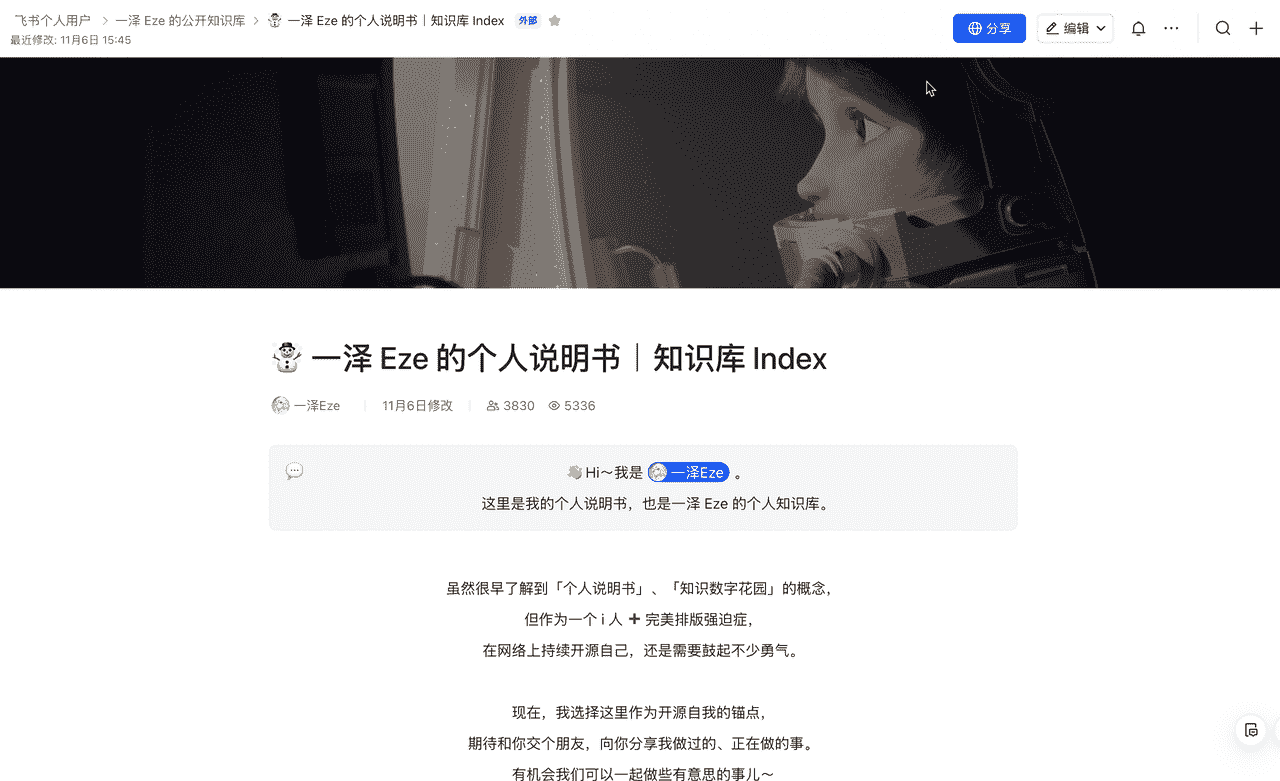 飞书个人用户 > 一泽 Eze 的公开知识库 > ☃️ 一泽 Eze 的个人说明书｜知识库 Index 外部
最近修改: 11月6日 15:45
分享
编辑
☃️ 一泽 Eze 的个人说明书｜知识库 Index
一泽Eze
11月6日修改
3830
5336
👋 Hi～我是 一泽Eze 。
这里是我的个人说明书，也是一泽 Eze 的个人知识库。
虽然很早了解到「个人说明书」、「知识数字花园」的概念，
但作为一个 i 人 ➕ 完美排版强迫症，
在网络上持续开源自己，还是需要鼓起不少勇气。
现在，我选择这里作为开源自我的锚点，
期待和你交个朋友，向你分享我做过的、正在做的事。
有机会我们可以一起做些有意思的事儿～